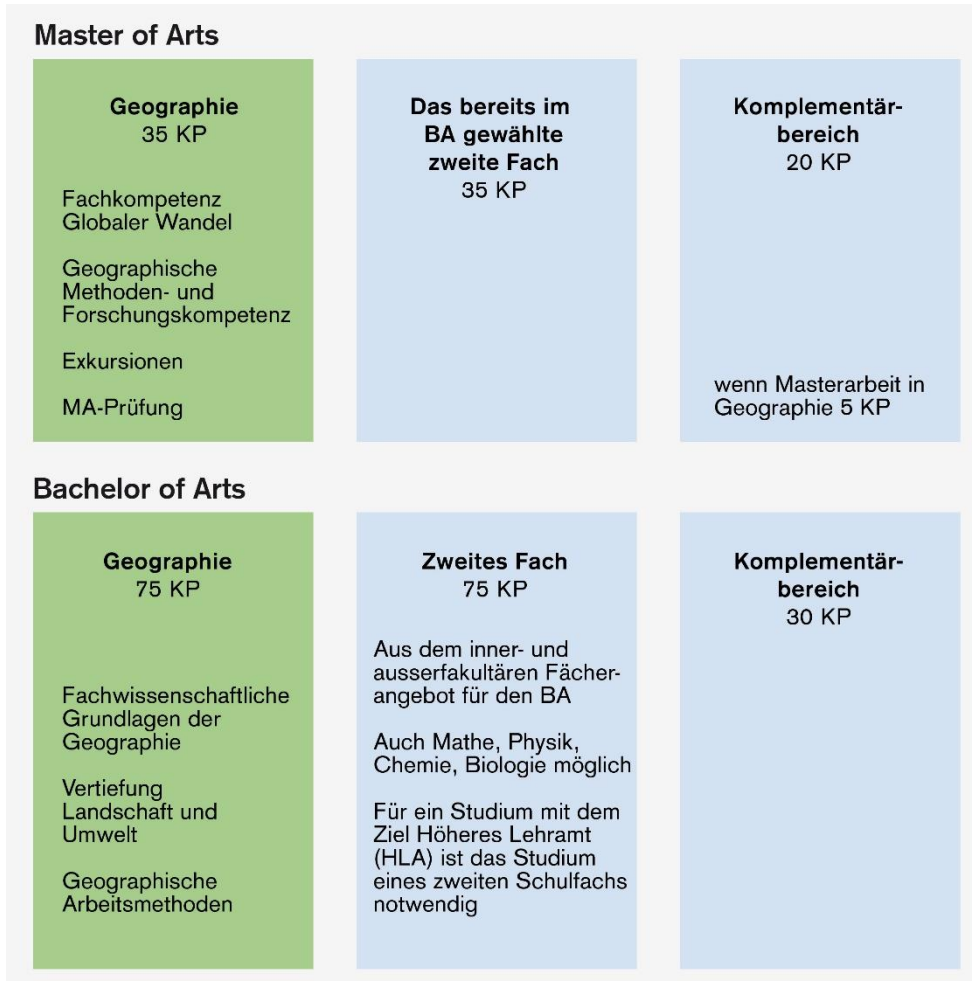 Master of Arts
Geographie
35 KP
Fachkompetenz
Globaler Wandel
Geographische
Methoden- und
Forschungskompetenz
Exkursionen
MA-Prüfung
Das bereits im
BA gewählte
zweite Fach
35 KP
Komplementär-
bereich
20 KP
wenn Masterarbeit in
Geographie 5 KP
Bachelor of Arts
Geographie
75 KP
Fachwissenschaftliche
Grundlagen der
Geographie
Vertiefung
Landschaft und
Umwelt
Geographische
Arbeitsmethoden
Zweites Fach
75 KP
Aus dem inner- und
ausserfakultären Fächer-
angebot für den BA
Auch Mathe, Physik,
Chemie, Biologie möglich
Für ein Studium mit dem
Ziel Höheres Lehramt
(HLA) ist das Studium
eines zweiten Schulfachs
notwendig
Komplementär-
bereich
30 KP